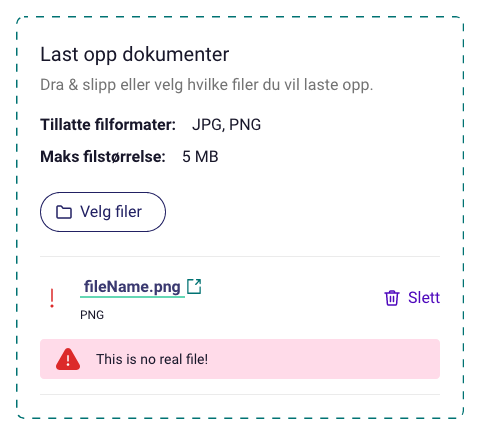 Last opp dokumenter
Dra & slipp eller velg hvilke filer du vil laste opp.
Tillatte filformater: JPG, PNG
Maks filstørrelse: 5 MB
Velg filer
fileName.png
Slett
PNG
This is no real file!